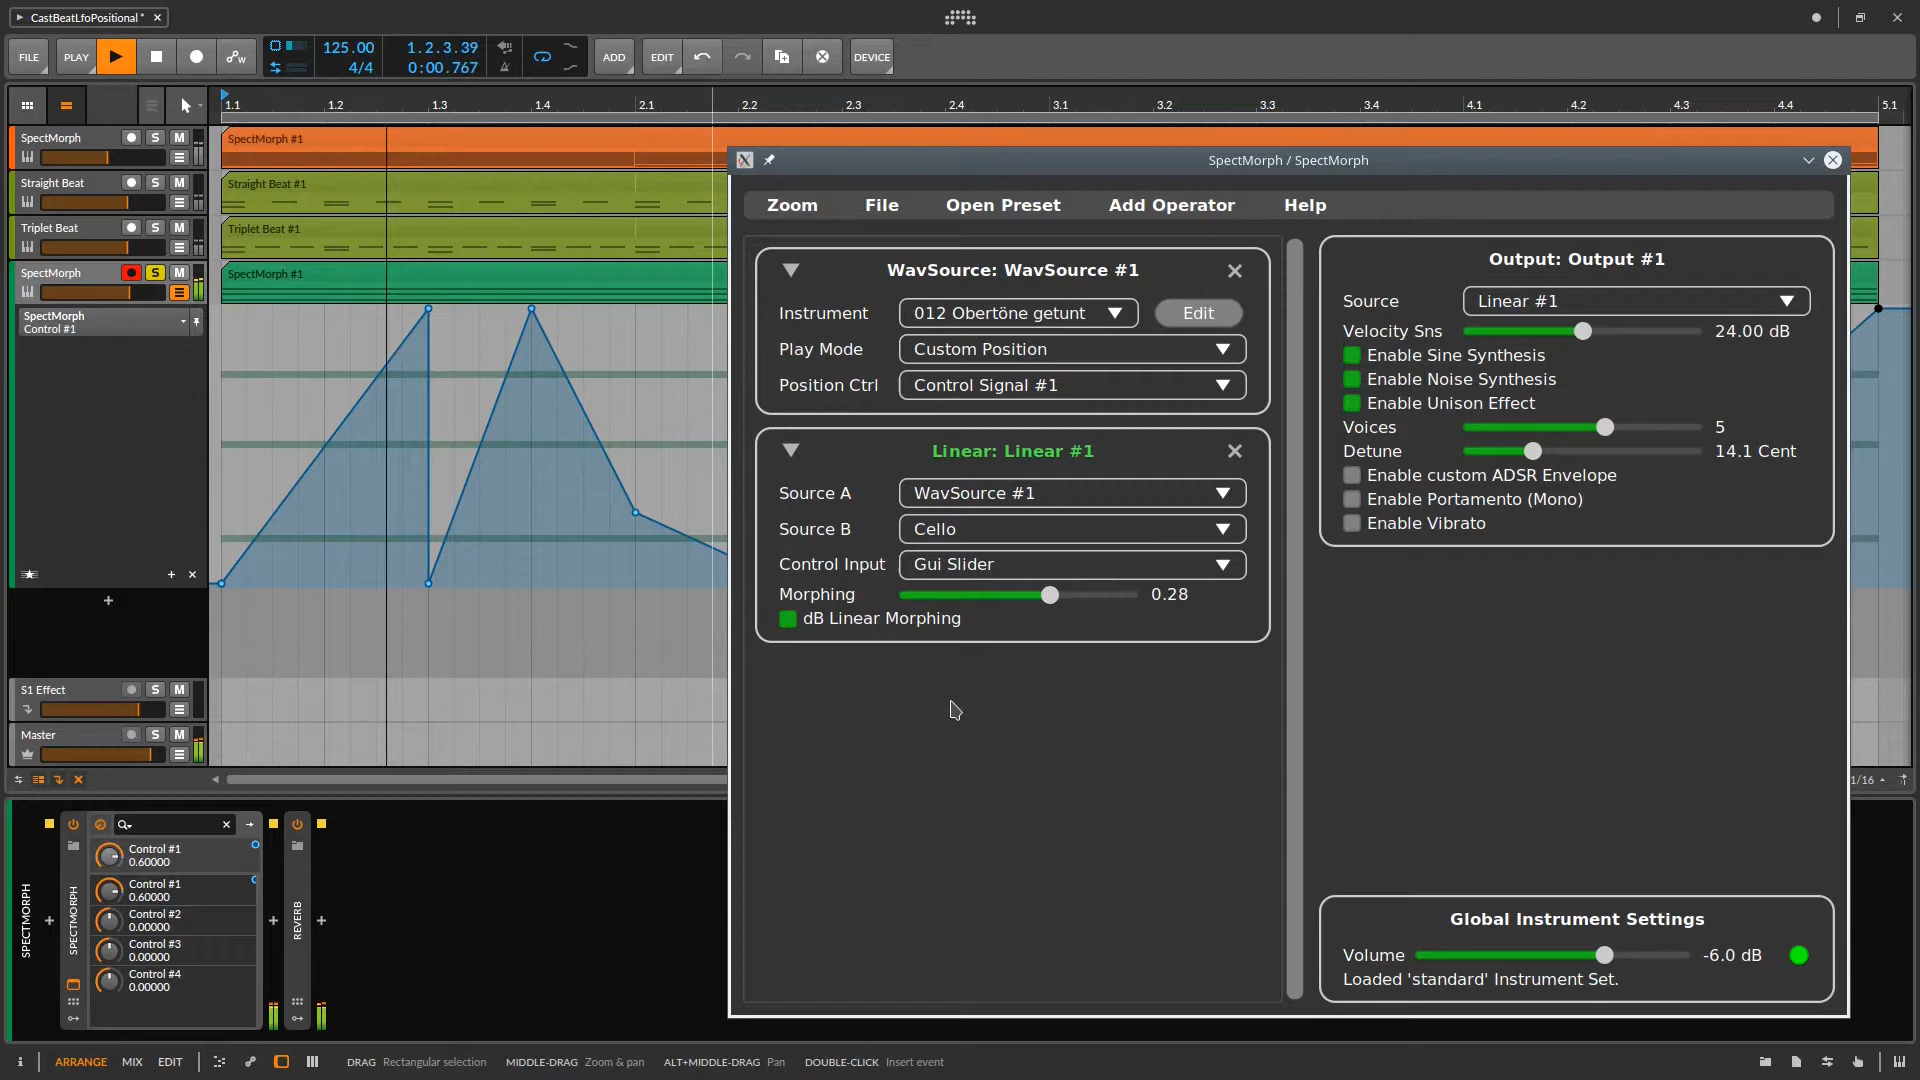 CastBeatLfoPositional *
FILE
PLAY
125.00
4/4
1.2.3.39
0:00.767
ADD
EDIT
DEVICE
1.1
1.2
1.3
1.4
2.1
2.2
2.3
2.4
3.1
3.2
3.3
3.4
4.1
4.2
4.3
4.4
5.1
SpectMorph
S
M
SpectMorph #1
Straight Beat
S
M
Straight Beat #1
Triplet Beat
S
M
Triplet Beat #1
SpectMorph
S
M
SpectMorph #1
SpectMorph
Control #1
S1 Effect
S
M
Master
S
M
1/16
SpectMorph / SpectMorph
Zoom
File
Open Preset
Add Operator
Help
WavSource: WavSource #1
Instrument
012 Obertöne getunt
Edit
Play Mode
Custom Position
Position Ctrl
Control Signal #1
Linear: Linear #1
Source A
WavSource #1
Source B
Cello
Control Input
Gui Slider
Morphing
0.28
dB Linear Morphing
Output: Output #1
Source
Linear #1
Velocity Sns
24.00 dB
Enable Sine Synthesis
Enable Noise Synthesis
Enable Unison Effect
Voices
5
Detune
14.1 Cent
Enable custom ADSR Envelope
Enable Portamento (Mono)
Enable Vibrato
Global Instrument Settings
Volume
-6.0 dB
Loaded 'standard' Instrument Set.
SPECTMORPH
SPECTMORPH
Control #1
0.60000
Control #1
0.60000
Control #2
0.00000
Control #3
0.00000
Control #4
0.00000
REVERB
ARRANGE
MIX
EDIT
DRAG Rectangular selection
MIDDLE-DRAG Zoom & pan
ALT+MIDDLE-DRAG Pan
DOUBLE-CLICK Insert event